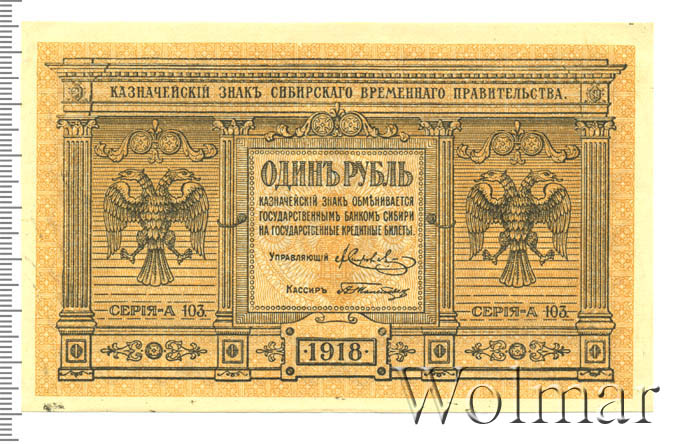 КАЗНАЧЕЙСКІЙ ЗНАКЪ СИБИРСКАГО ВРЕМЕННАГО ПРАВИТЕЛЬСТВА.
ОДИНЪ РУБЛЬ
КАЗНАЧЕЙСКІЙ ЗНАКЪ ОБМѢНИВАЕТСЯ
ГОСУДАРСТВЕННЫМЪ БАНКОМЪ СИБИРИ
НА ГОСУДАРСТВЕННЫЕ КРЕДИТНЫЕ БИЛЕТЫ.
УПРАВЛЯЮЩІЙ
КАССИРЪ
СЕРІЯ-А 103.
СЕРІЯ-А 103.
1918
Wolmar